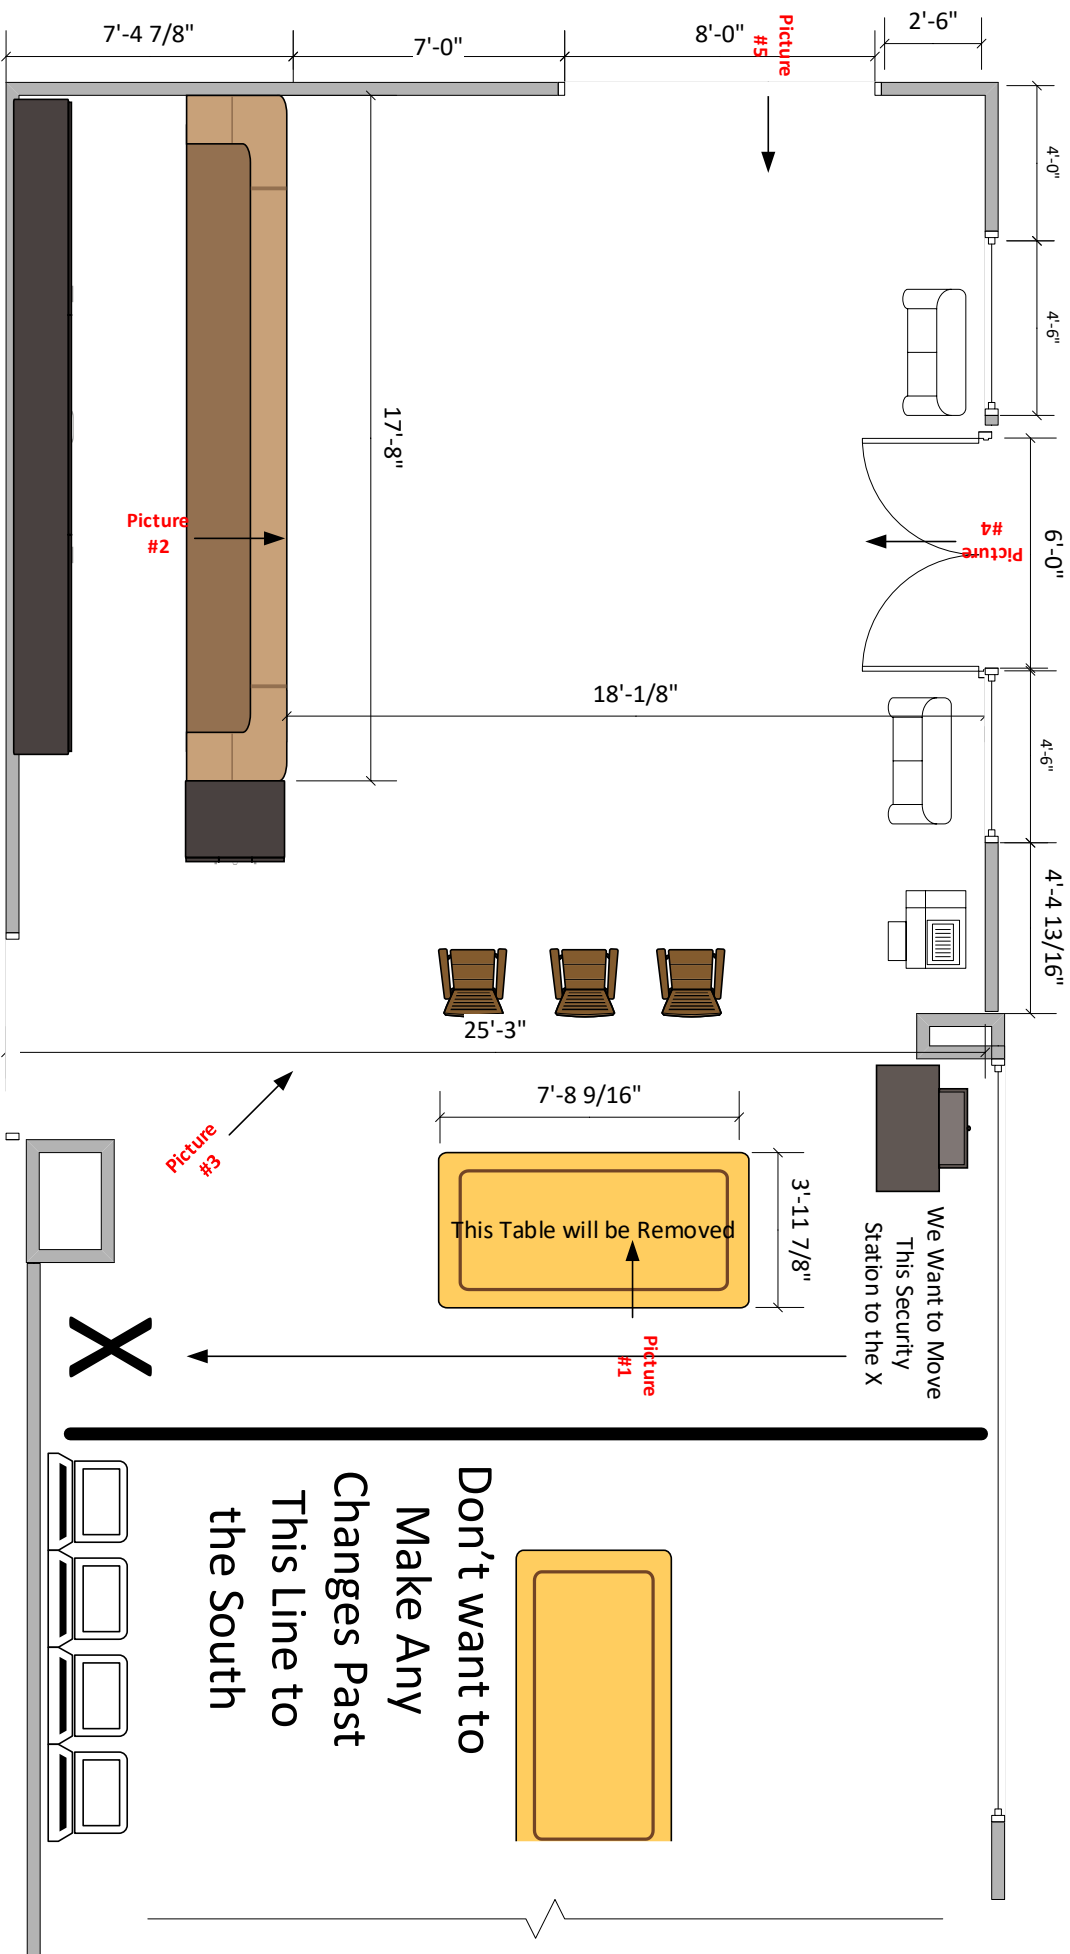 7'-4 7/8"
7'-0"
8'-0"
2'-6"
Picture
#5
4'-0"
4'-6"
17'-8"
Picture
#2
Picture
#4
6'-0"
18'-1/8"
4'-6"
4'-4 13/16"
25'-3"
7'-8 9/16"
Picture
#3
3'-11 7/8"
This Table will be Removed
We Want to Move
This Security
Station to the X
Picture
#1
X
Don't want to
Make Any
Changes Past
This Line to
the South